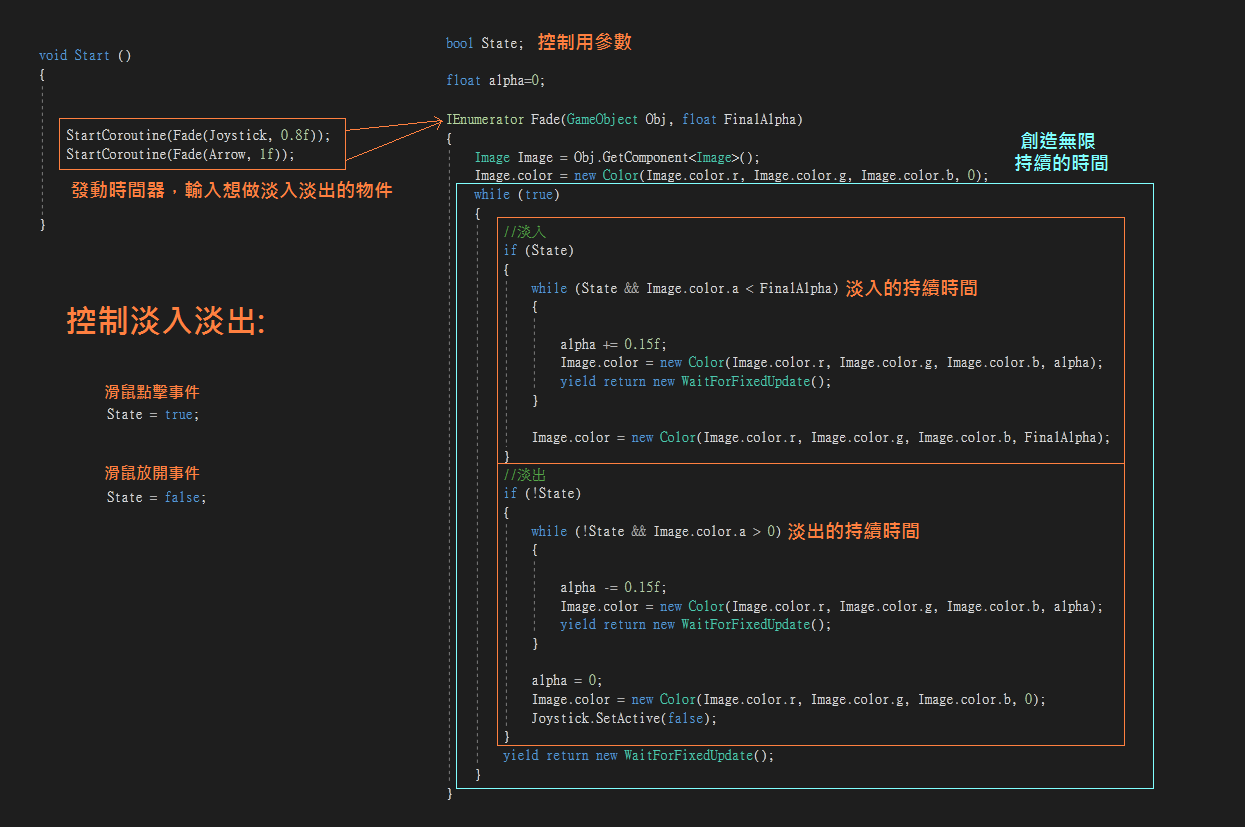 void Start ()
{
StartCoroutine(Fade(Joystick, 0.8f));
StartCoroutine(Fade(Arrow, 1f));
發動時間器，輸入想做淡入淡出的物件
}
控制淡入淡出:
滑鼠點擊事件
State = true;
滑鼠放開事件
State = false;
bool State; 控制用參數
float alpha=0;
IEnumerator Fade(GameObject Obj, float FinalAlpha)
{
Image Image = Obj.GetComponent<Image>();
Image.color = new Color(Image.color.r, Image.color.g, Image.color.b, 0);
創造無限
持續的時間
while (true)
{
//淡入
if (State)
{
while (State && Image.color.a < FinalAlpha) 淡入的持續時間
{
alpha += 0.15f;
Image.color = new Color(Image.color.r, Image.color.g, Image.color.b, alpha);
yield return new WaitForFixedUpdate();
}
Image.color = new Color(Image.color.r, Image.color.g, Image.color.b, FinalAlpha);
}
//淡出
if (!State)
{
while (!State && Image.color.a > 0) 淡出的持續時間
{
alpha -= 0.15f;
Image.color = new Color(Image.color.r, Image.color.g, Image.color.b, alpha);
yield return new WaitForFixedUpdate();
}
alpha = 0;
Image.color = new Color(Image.color.r, Image.color.g, Image.color.b, 0);
Joystick.SetActive(false);
}
yield return new WaitForFixedUpdate();
}
}